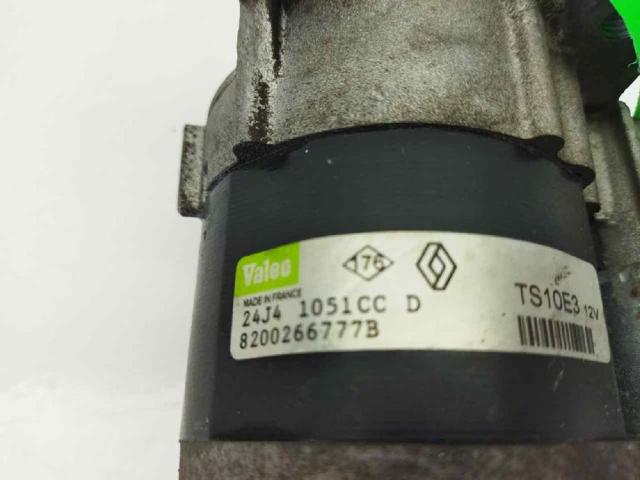 Valeo
176
MADE IN FRANCE
24J4 1051CC D
8200266777B
TS10E3 12V